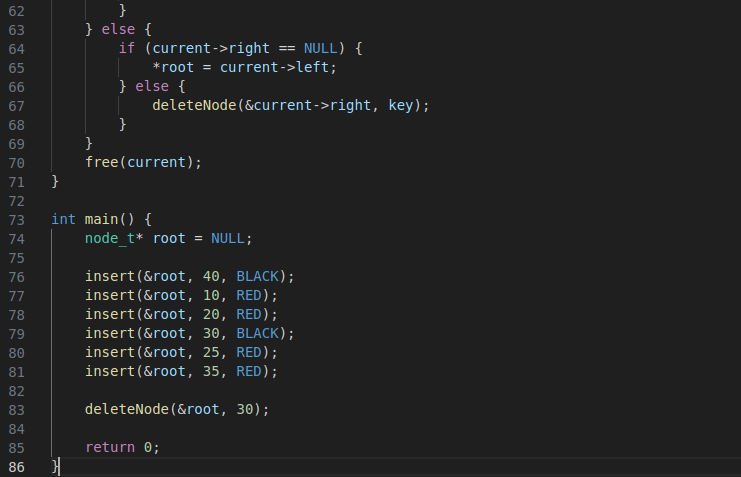 62        }
63    } else {
64        if (current->right == NULL) {
65            *root = current->left;
66        } else {
67            deleteNode(&current->right, key);
68        }
69    }
70    free(current);
71 }
72
73 int main() {
74    node_t* root = NULL;
75
76    insert(&root, 40, BLACK);
77    insert(&root, 10, RED);
78    insert(&root, 20, RED);
79    insert(&root, 30, BLACK);
80    insert(&root, 25, RED);
81    insert(&root, 35, RED);
82
83    deleteNode(&root, 30);
84
85    return 0;
86 }